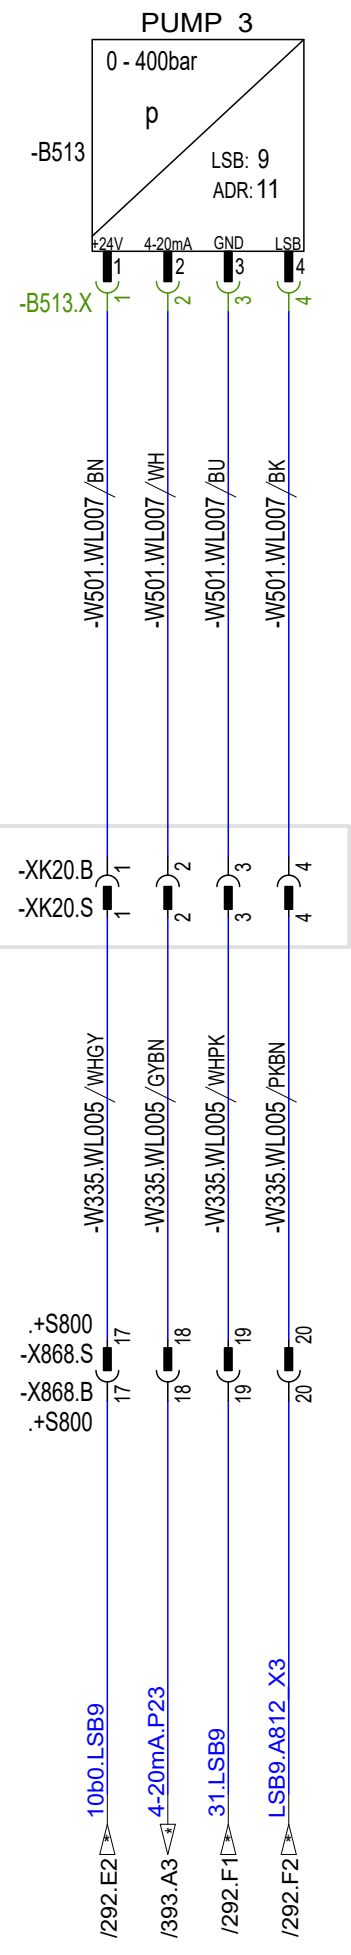 PUMP 3
0 - 400bar
p
-B513
LSB: 9
ADR: 11
+24V 4-20mA GND LSB
1 2 3 4
-B513.X 1 2 3 4
-W501.WL007 /BN
-W501.WL007 /WH
-W501.WL007 /BU
-W501.WL007 /BK
-XK20.B 1 2 3 4
-XK20.S 1 2 3 4
-W335.WL005 /WHGY
-W335.WL005 /GYBN
-W335.WL005 /WHPK
-W335.WL005 /PKBN
.+S800
-X868.S 17 18 19 20
-X868.B 17 18 19 20
.+S800
10b0.LSB9
4-20mA.P23
31.LSB9
LSB9.A812_X3
* * * *
/292.E2
/393.A3
/292.F1
/292.F2